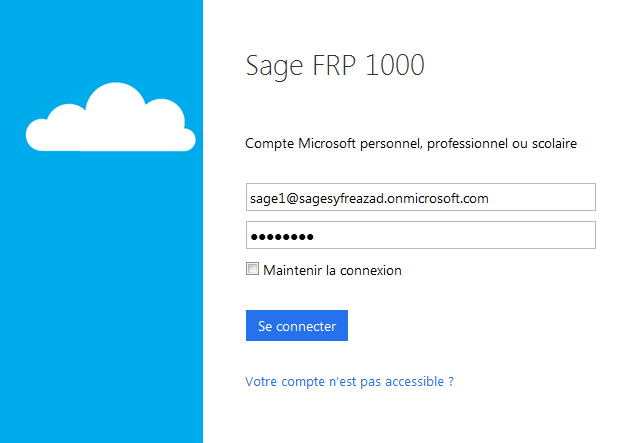 Sage FRP 1000
Compte Microsoft personnel, professionnel ou scolaire
sage1@sagesyfreazad.onmicrosoft.com
●●●●●●●●
Maintenir la connexion
Se connecter
Votre compte n'est pas accessible ?